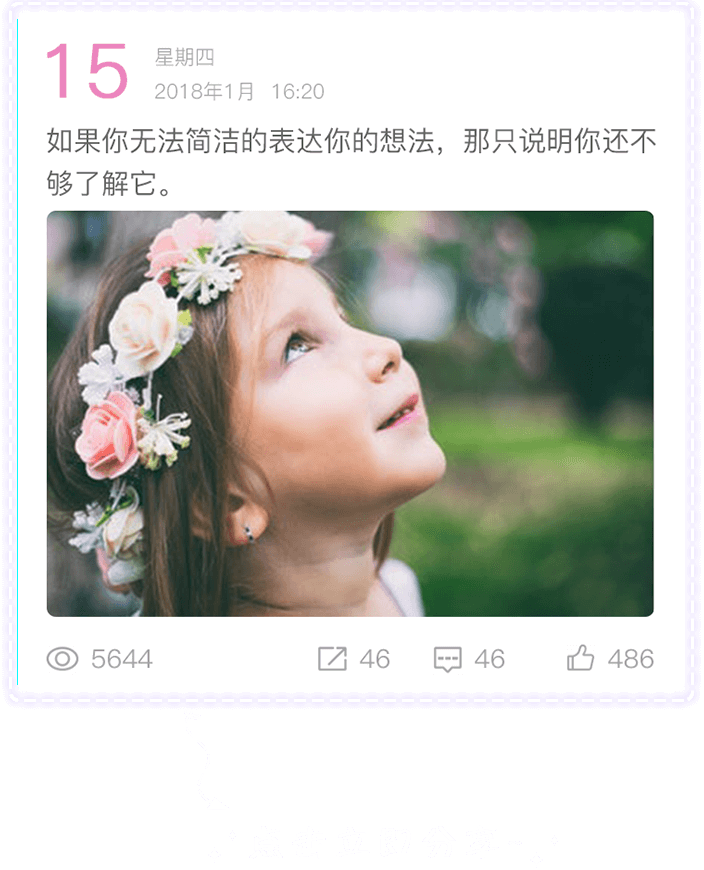 15
星期四
2018年1月 16:20
如果你无法简洁的表达你的想法，那只说明你还不
够了解它。
5644 46 46 486